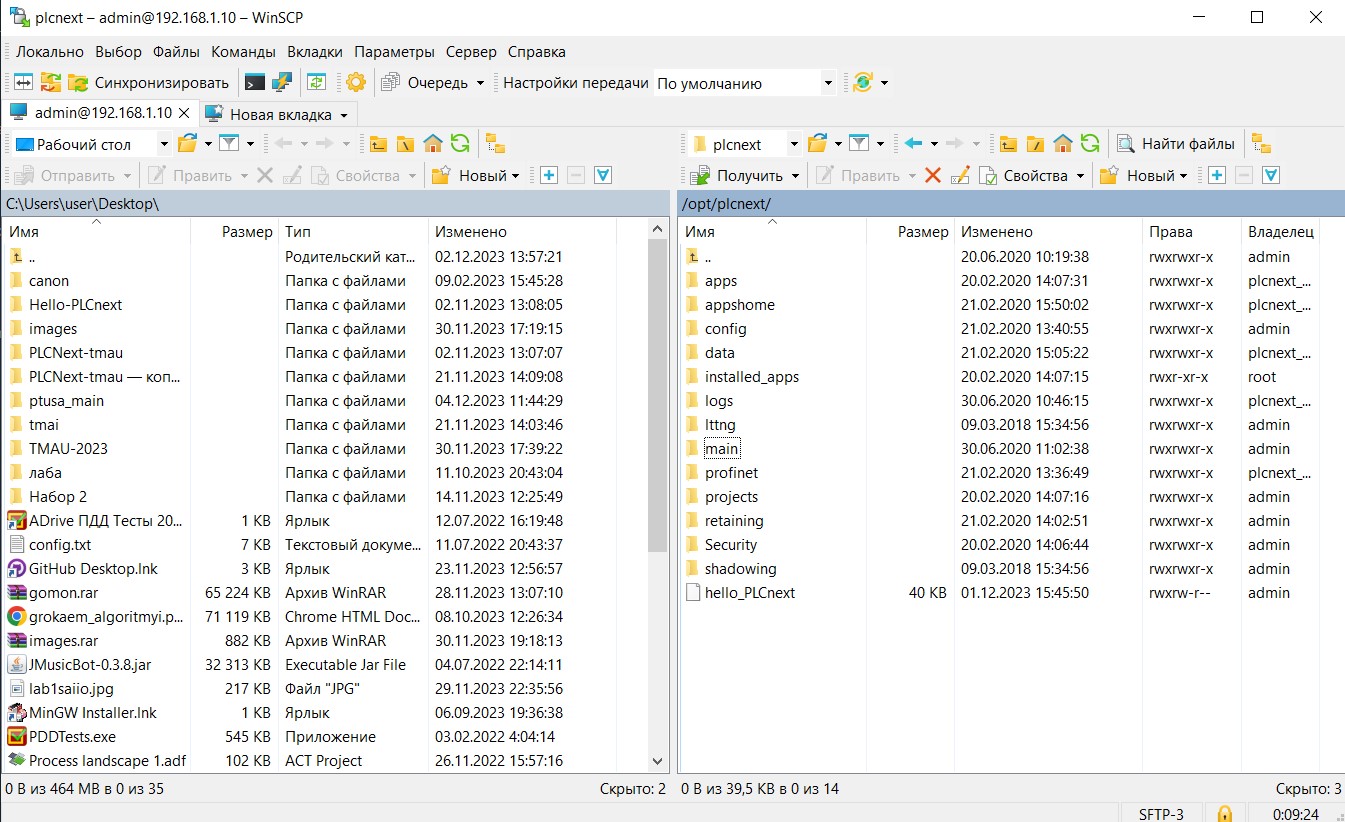 plcnext – admin@192.168.1.10 – WinSCP
Локально Выбор Файлы Команды Вкладки Параметры Сервер Справка
Синхронизировать Очередь Настройки передачи По умолчанию
admin@192.168.1.10 Новая вкладка
Рабочий стол plcnext Найти файлы
Отправить Править Свойства Новый Получить Править Свойства Новый
C:\Users\user\Desktop\ /opt/plcnext/
Имя Размер Тип Изменено
.. Родительский кат... 02.12.2023 13:57:21
canon Папка с файлами 09.02.2023 15:45:28
Hello-PLCnext Папка с файлами 02.11.2023 13:08:05
images Папка с файлами 30.11.2023 17:19:15
PLCNext-tmau Папка с файлами 02.11.2023 13:07:07
PLCNext-tmau — коп... Папка с файлами 21.11.2023 14:09:08
ptusa_main Папка с файлами 04.12.2023 11:44:29
tmai Папка с файлами 21.11.2023 14:03:46
TMAU-2023 Папка с файлами 30.11.2023 17:39:22
лаба Папка с файлами 11.10.2023 20:43:04
Набор 2 Папка с файлами 14.11.2023 12:25:49
ADrive ПДД Тесты 20... 1 KB Ярлык 12.07.2022 16:19:48
config.txt 7 KB Текстовый докуме... 11.07.2022 20:43:37
GitHub Desktop.lnk 3 KB Ярлык 23.11.2023 12:56:57
gomon.rar 65 224 KB Архив WinRAR 28.11.2023 13:07:10
grokaem_algoritmyi.p... 71 119 KB Chrome HTML Doc... 08.10.2023 12:26:34
images.rar 882 KB Архив WinRAR 30.11.2023 19:18:13
JMusicBot-0.3.8.jar 32 313 KB Executable Jar File 04.07.2022 22:14:11
lab1saiio.jpg 217 KB Файл "JPG" 29.11.2023 22:35:56
MinGW Installer.lnk 1 KB Ярлык 06.09.2023 19:36:38
PDDTests.exe 545 KB Приложение 03.02.2022 4:04:14
Process landscape 1.adf 102 KB ACT Project 26.11.2022 15:57:16
0 B из 464 MB в 0 из 35 Скрыто: 2
Имя Размер Изменено Права Владелец
.. 20.06.2020 10:19:38 rwxrwxr-x admin
apps 20.02.2020 14:07:31 rwxrwxr-x plcnext_...
appshome 21.02.2020 15:50:02 rwxrwxr-x plcnext_...
config 21.02.2020 13:40:55 rwxrwxr-x admin
data 21.02.2020 15:05:22 rwxrwxr-x plcnext_...
installed_apps 20.02.2020 14:07:15 rwxr-xr-x root
logs 30.06.2020 10:46:15 rwxrwxr-x plcnext_...
lttng 09.03.2018 15:34:56 rwxrwxr-x admin
main 30.06.2020 11:02:38 rwxrwxr-x admin
profinet 21.02.2020 13:36:49 rwxrwxr-x plcnext_...
projects 20.02.2020 14:07:16 rwxrwxr-x admin
retaining 21.02.2020 14:02:51 rwxrwxr-x admin
Security 20.02.2020 14:06:44 rwxrwxr-x admin
shadowing 09.03.2018 15:34:56 rwxrwxr-x admin
hello_PLCnext 40 KB 01.12.2023 15:45:50 rwxrw-r-- admin
0 B из 39,5 KB в 0 из 14 Скрыто: 3
SFTP-3 0:09:24